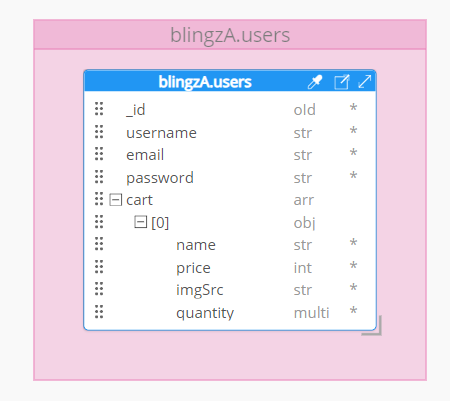 blingzA.users
blingzA.users
_id oId *
username str *
email str *
password str *
cart arr
[0] obj
name str *
price int *
imgSrc str *
quantity multi *